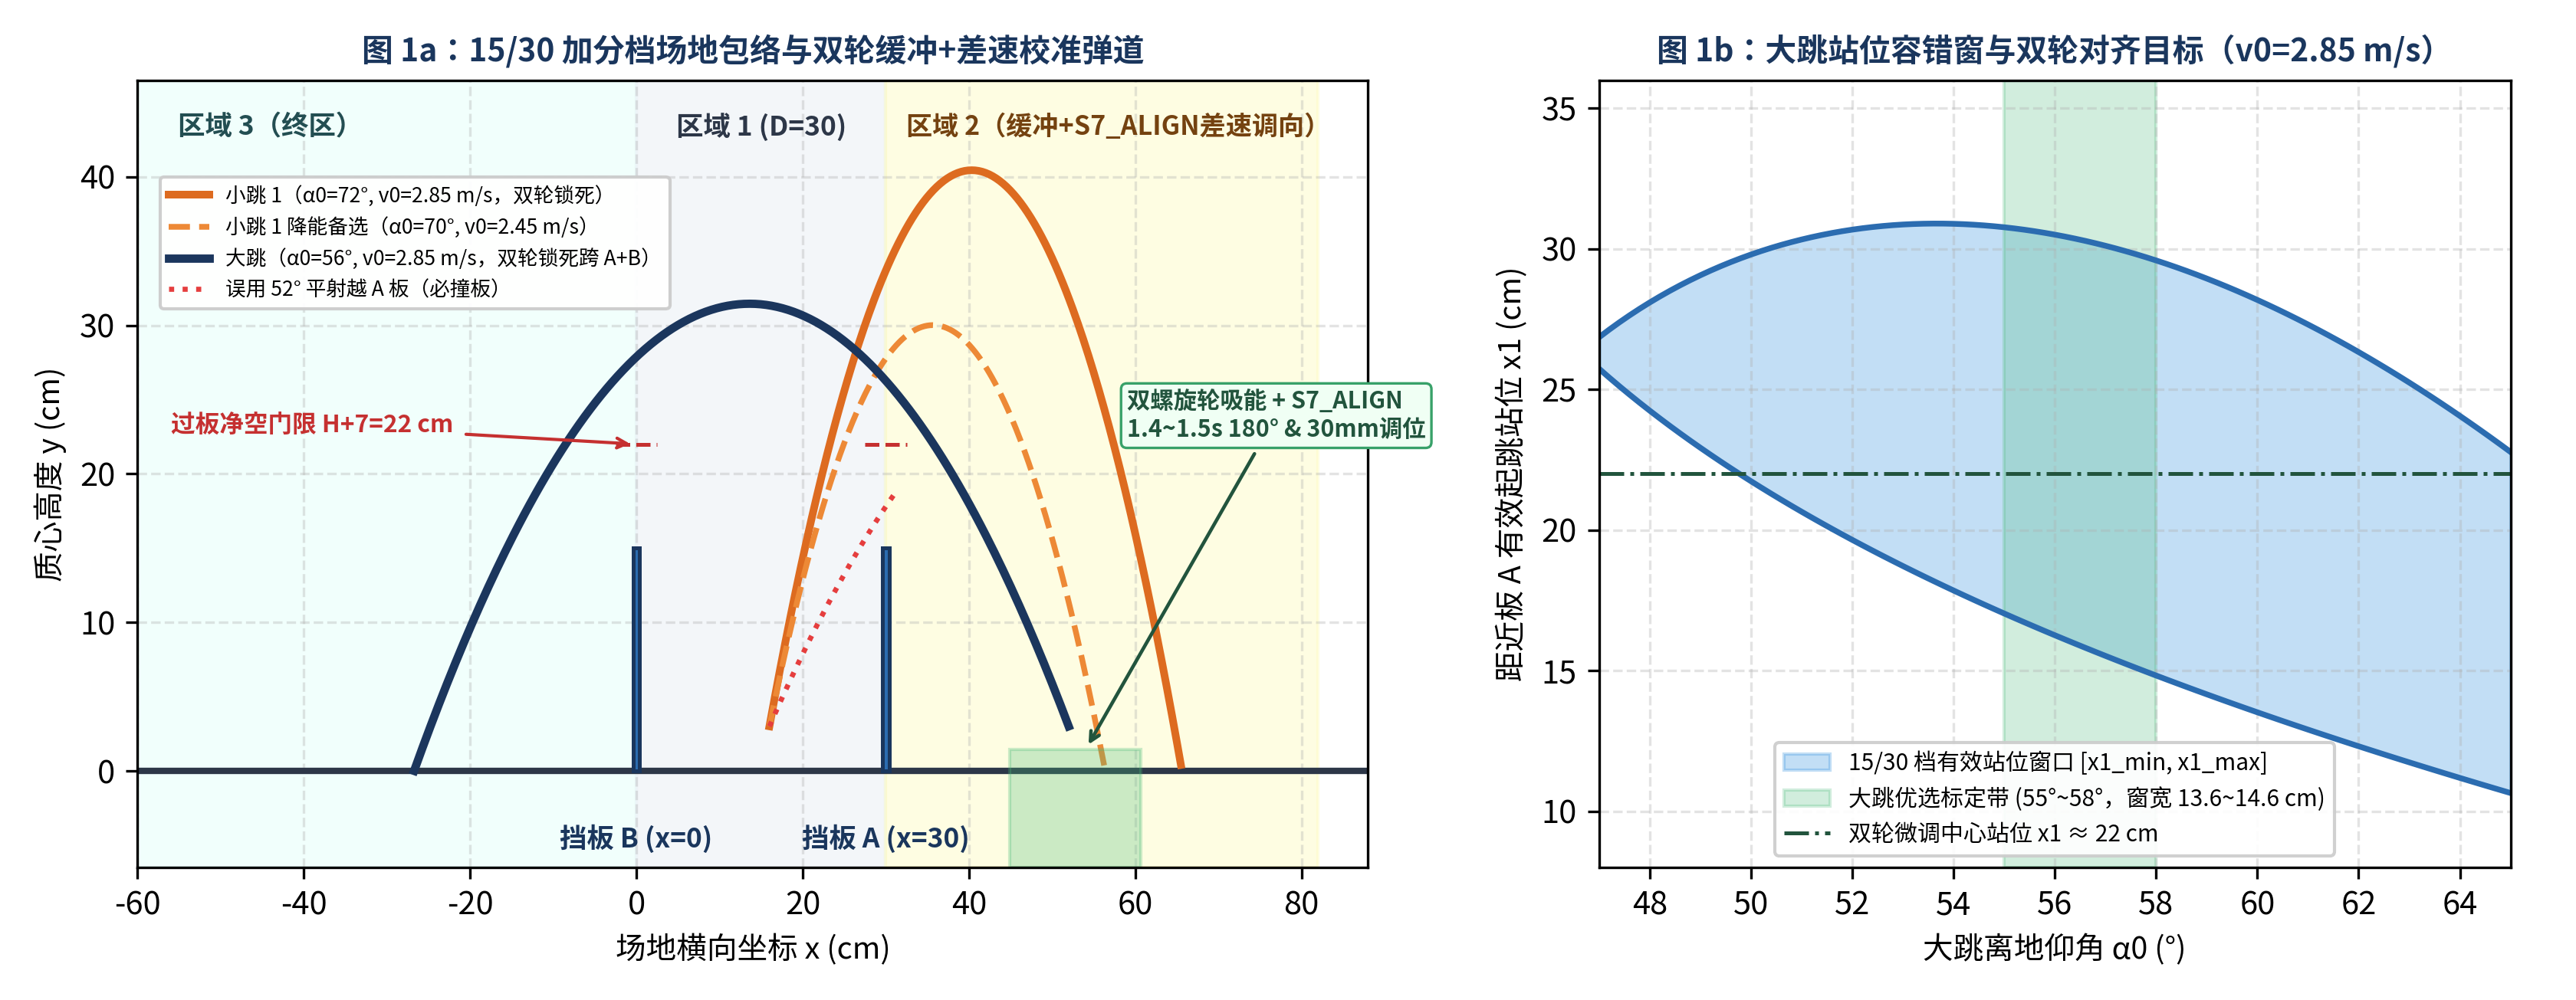 图 1a：15/30 加分档场地包络与双轮缓冲+差速校准弹道
区域 3（终区）
区域 1 (D=30)
区域 2（缓冲+S7_ALIGN差速调向）
小跳 1（α0=72°, v0=2.85 m/s，双轮锁死）
小跳 1 降能备选（α0=70°, v0=2.45 m/s）
大跳（α0=56°, v0=2.85 m/s，双轮锁死跨 A+B）
误用 52° 平射越 A 板（必撞板）
过板净空门限 H+7=22 cm
双螺旋轮吸能 + S7_ALIGN
1.4~1.5s 180° & 30mm调位
挡板 B (x=0)
挡板 A (x=30)
40
30
20
10
0
质心高度 y (cm)
-60
-40
-20
0
20
40
60
80
场地横向坐标 x (cm)
图 1b：大跳站位容错窗与双轮对齐目标（v0=2.85 m/s）
35
30
25
20
15
10
距近板 A 有效起跳站位 x1 (cm)
15/30 档有效站位窗口 [x1_min, x1_max]
大跳优选标定带 (55°~58°，窗宽 13.6~14.6 cm)
双轮微调中心站位 x1 ≈ 22 cm
48
50
52
54
56
58
60
62
64
大跳离地仰角 α0 (°)